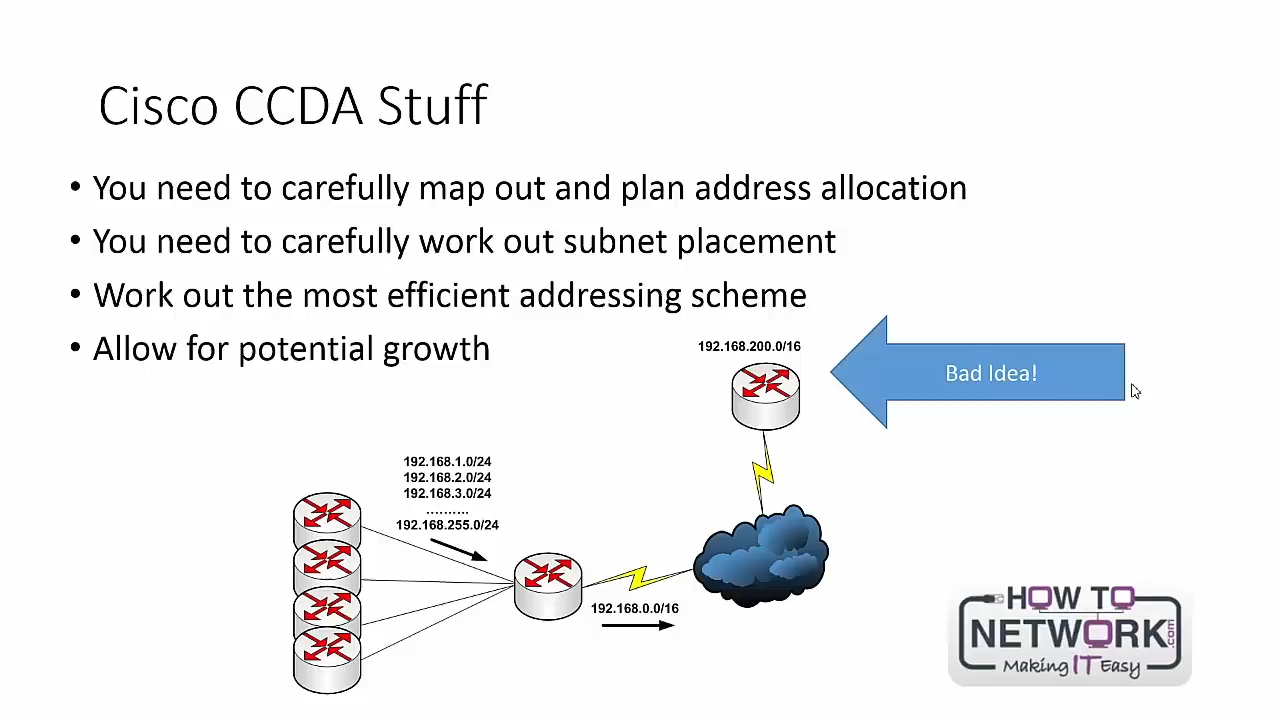 Cisco CCDA Stuff
• You need to carefully map out and plan address allocation
• You need to carefully work out subnet placement
• Work out the most efficient addressing scheme
• Allow for potential growth
192.168.200.0/16
Bad Idea!
192.168.1.0/24
192.168.2.0/24
192.168.3.0/24
..........
192.168.255.0/24
192.168.0.0/16
HOW TO
NETWORK.com
Making IT Easy